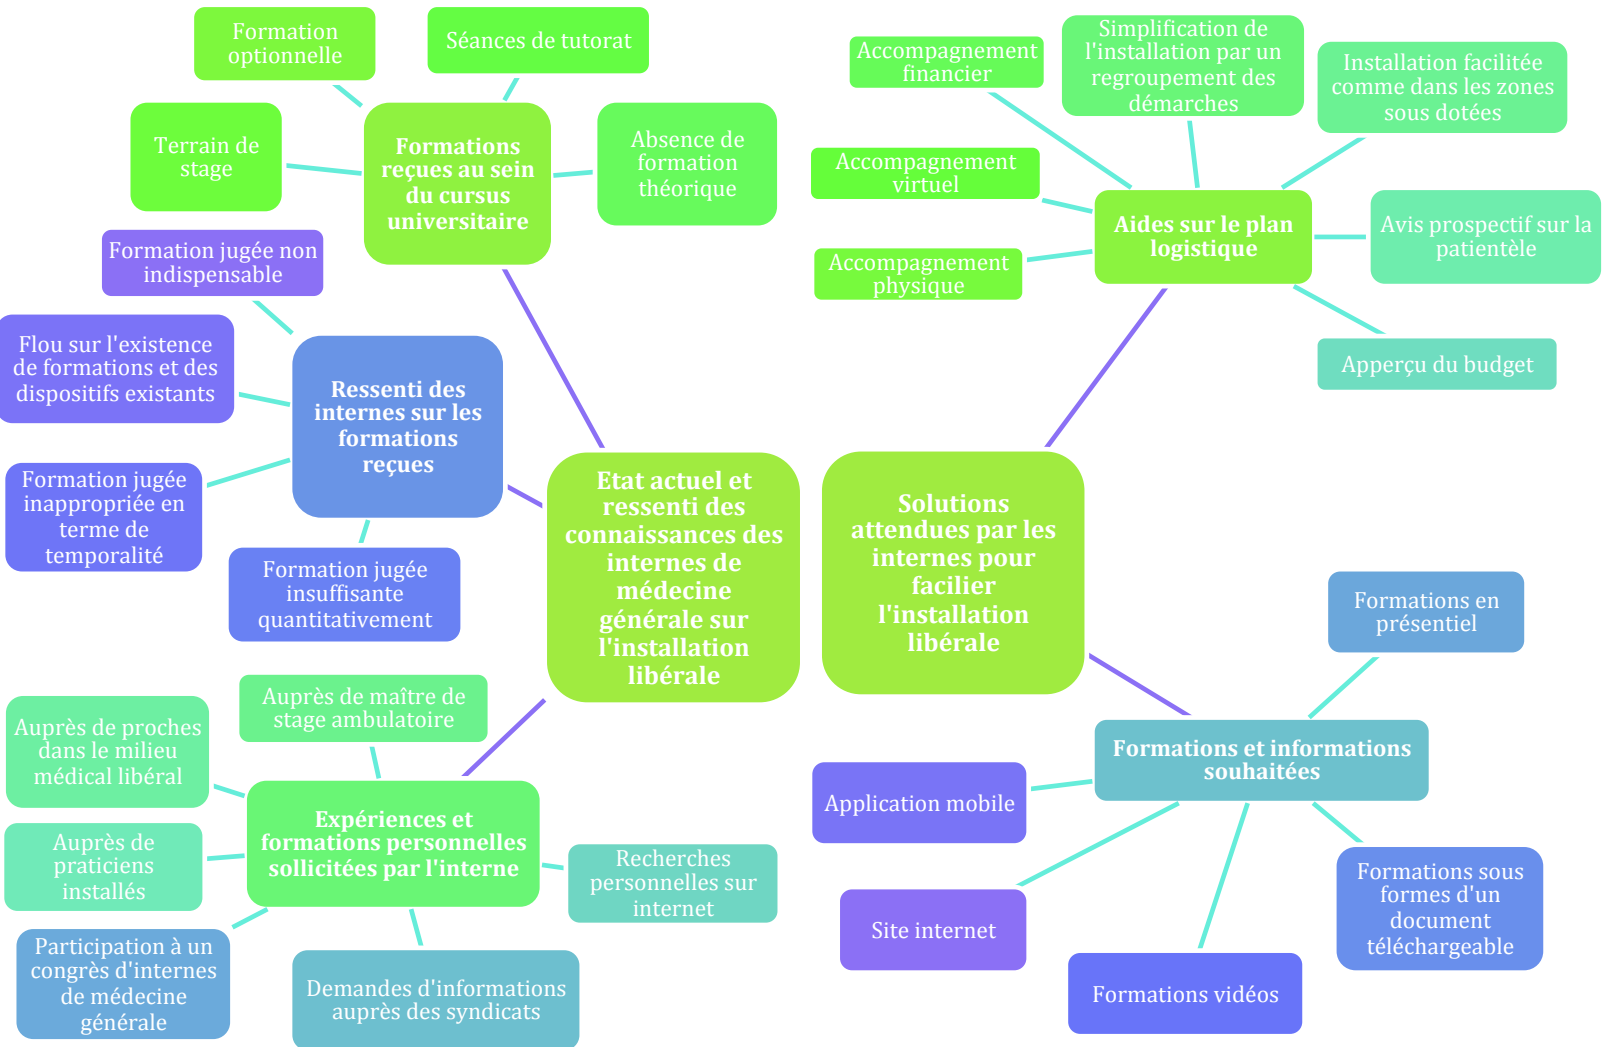 Formation
optionnelle
Séances de tutorat
Terrain de
stage
Formations
reçues au sein
du cursus
universitaire
Absence de
formation
théorique
Formation jugée non
indispensable
Flou sur l'existence
de formations et des
dispositifs existants
Ressenti des
internes sur les
formations
reçues
Formation jugée
inappropriée en
terme de
temporalité
Formation jugée
insuffisante
quantitativement
Etat actuel et
ressenti des
connaissances des
internes de
médecine
générale sur
l'installation
libérale
Auprès de maître de
stage ambulatoire
Auprès de proches
dans le milieu
médical libéral
Expériences et
formations personnelles
sollicitées par l'interne
Auprès de
praticiens
installés
Recherches
personnelles sur
internet
Participation à un
congrès d'internes
de médecine
générale
Demandes d'informations
auprès des syndicats
Accompagnement
financier
Simplification de
l'installation par un
regroupement des
démarches
Installation facilitée
comme dans les zones
sous dotées
Accompagnement
virtuel
Aides sur le plan
logistique
Avis prospectif sur la
patientèle
Accompagnement
physique
Apperçu du budget
Solutions
attendues par les
internes pour
facilier
l'installation
libérale
Formations en
présentiel
Formations et informations
souhaitées
Application mobile
Formations sous
formes d'un
document
téléchargeable
Site internet
Formations vidéos